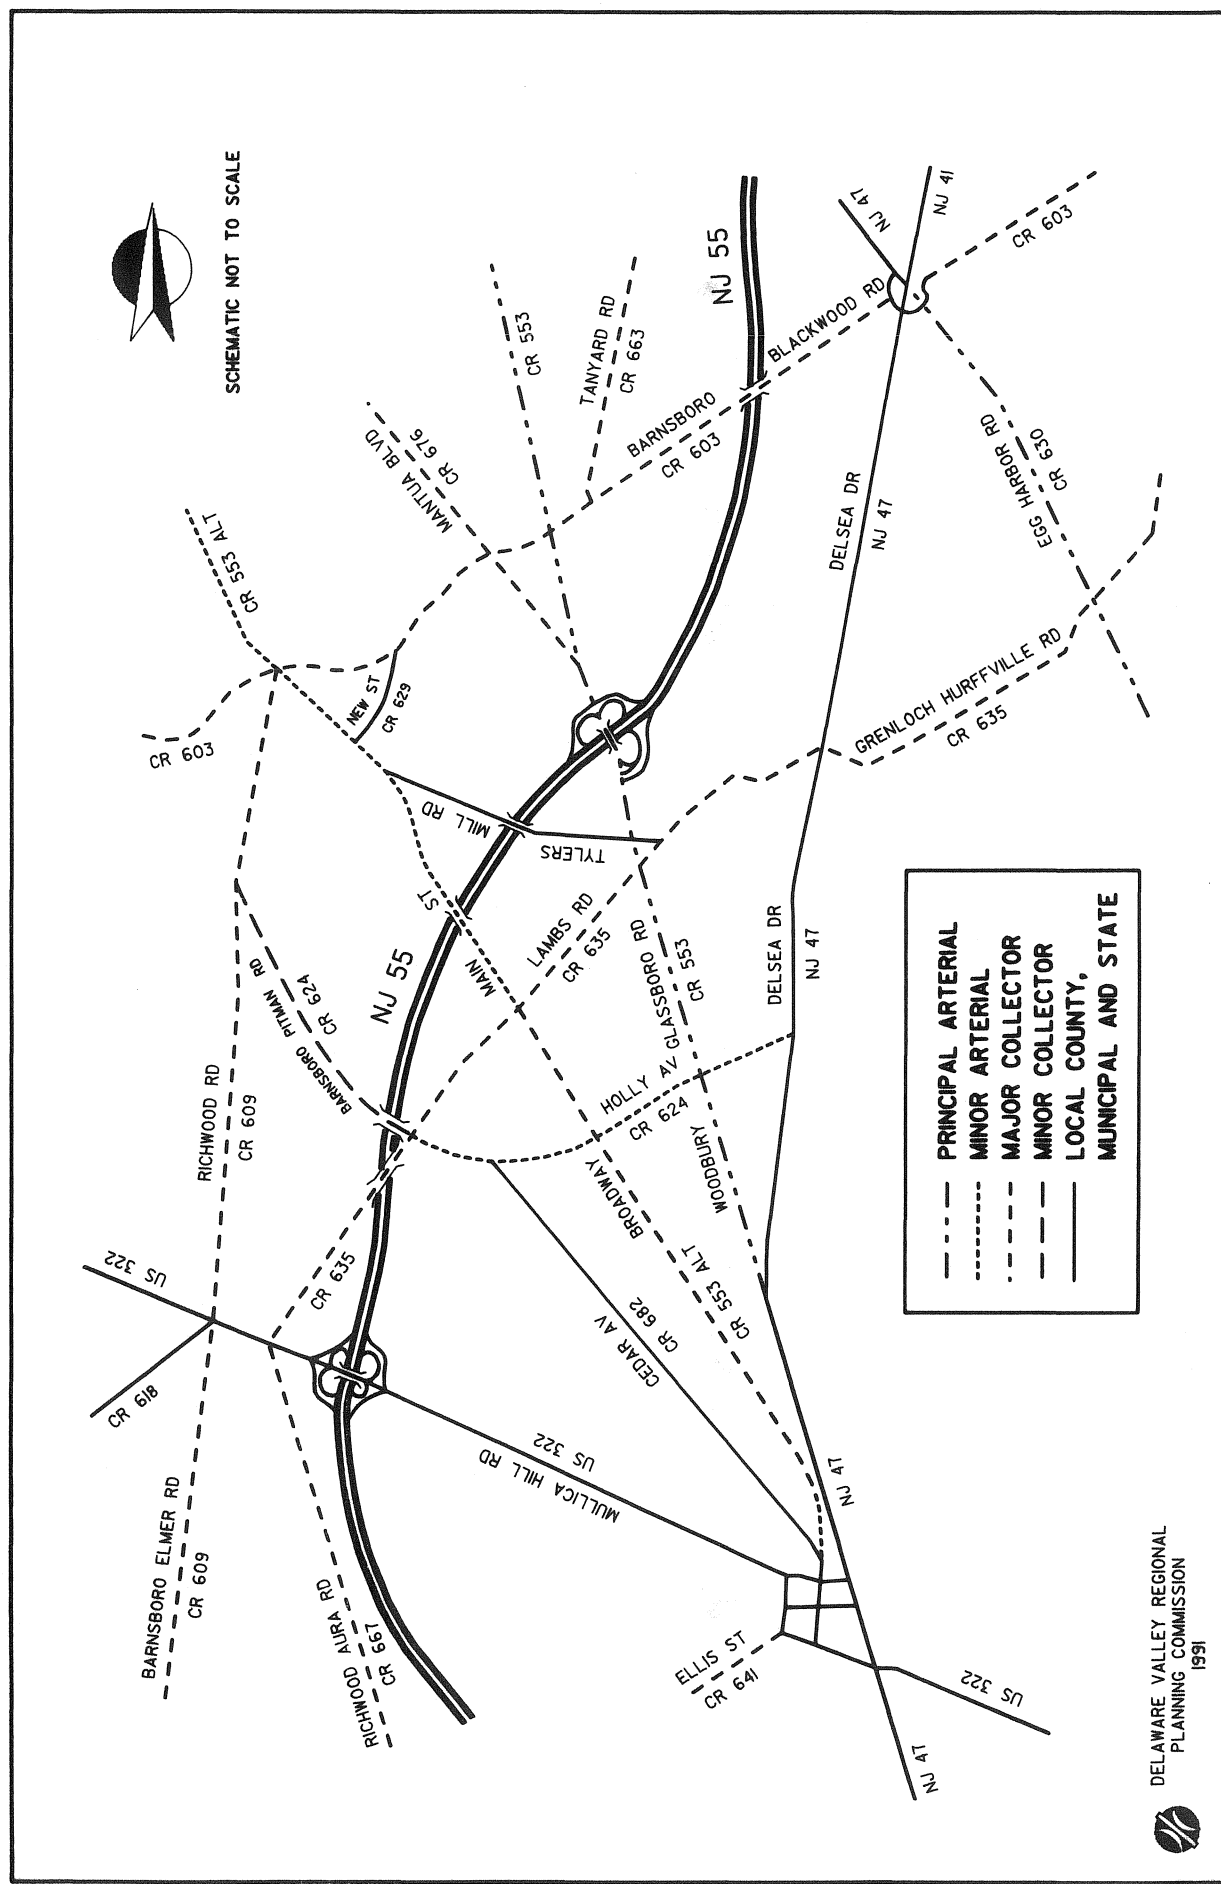 SCHEMATIC NOT TO SCALE
CR 603
CR 553 ALT
NEW ST
CR 629
MANTUA BLVD
CR 676
CR 553
TANYARD RD
CR 663
BARNSBORO
BLACKWOOD RD
CR 603
NJ 55
NJ 47
NJ 41
CR 603
DELSEA DR
NJ 47
EGG HARBOR RD
CR 630
GRENLOCH HURFFVILLE RD
CR 635
TYLERS
MILL RD
LAMBS RD
CR 635
MAIN
ST
NJ 55
BARNSBORO PITMAN RD
CR 624
RICHWOOD RD
CR 609
US 322
CR 618
CR 635
HOLLY AV
CR 624
WOODBURY
GLASSBORO RD
CR 553
DELSEA DR
NJ 47
BROADWAY
CR 553 ALT
CEDAR AV
CR 682
MULLICA HILL RD
US 322
BARNSBORO ELMER RD
CR 609
RICHWOOD AURA RD
CR 667
ELLIS ST
CR 641
NJ 47
US 322
NJ 47
PRINCIPAL ARTERIAL
MINOR ARTERIAL
MAJOR COLLECTOR
MINOR COLLECTOR
LOCAL COUNTY,
MUNICIPAL AND STATE
DELAWARE VALLEY REGIONAL
PLANNING COMMISSION
1991